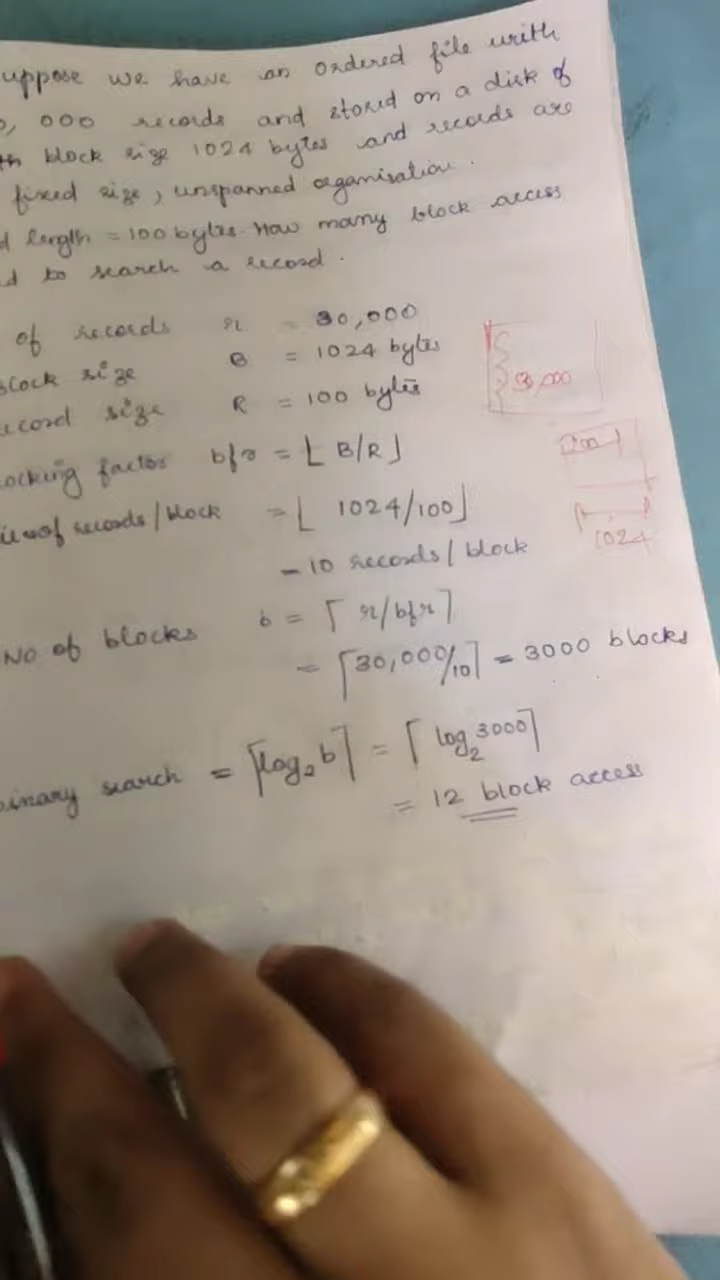 uppose we have an ordered file with
0, 000 records and stored on a disk of
th block size 1024 bytes and records are
fixed size, unspanned organisation.
d length = 100 bytes. How many block access
d to search a record.
of records r = 30,000
block size B = 1024 bytes
ecord size R = 100 bytes
ocking factor bfr = ⌊ B/R ⌋
of records/block = ⌊ 1024/100 ⌋
= 10 records/block
No of blocks b = ⌈ r/bfr ⌉
= ⌈30,000/10⌉ = 3000 blocks
binary search = ⌈log₂ b⌉ = ⌈ log₂ 3000⌉
= 12 block access
1024